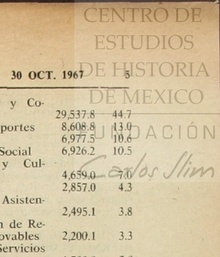 CENTRO DE
ESTUDIOS
30 OCT. 1967 5
DE HISTORIA
DE MEXICO
y Co-
29,537.8 44.7
portes 8,608.8 13.0
6,977.5 10.6
FUNDACIÓN
Social 6,926.2 10.5
y Cul-
Carlos Slim
4,659.0 7.0
2,857.0 4.3
Asisten-
2,495.1 3.8
n de Re-
ovables 2,200.1 3.3
Servicios